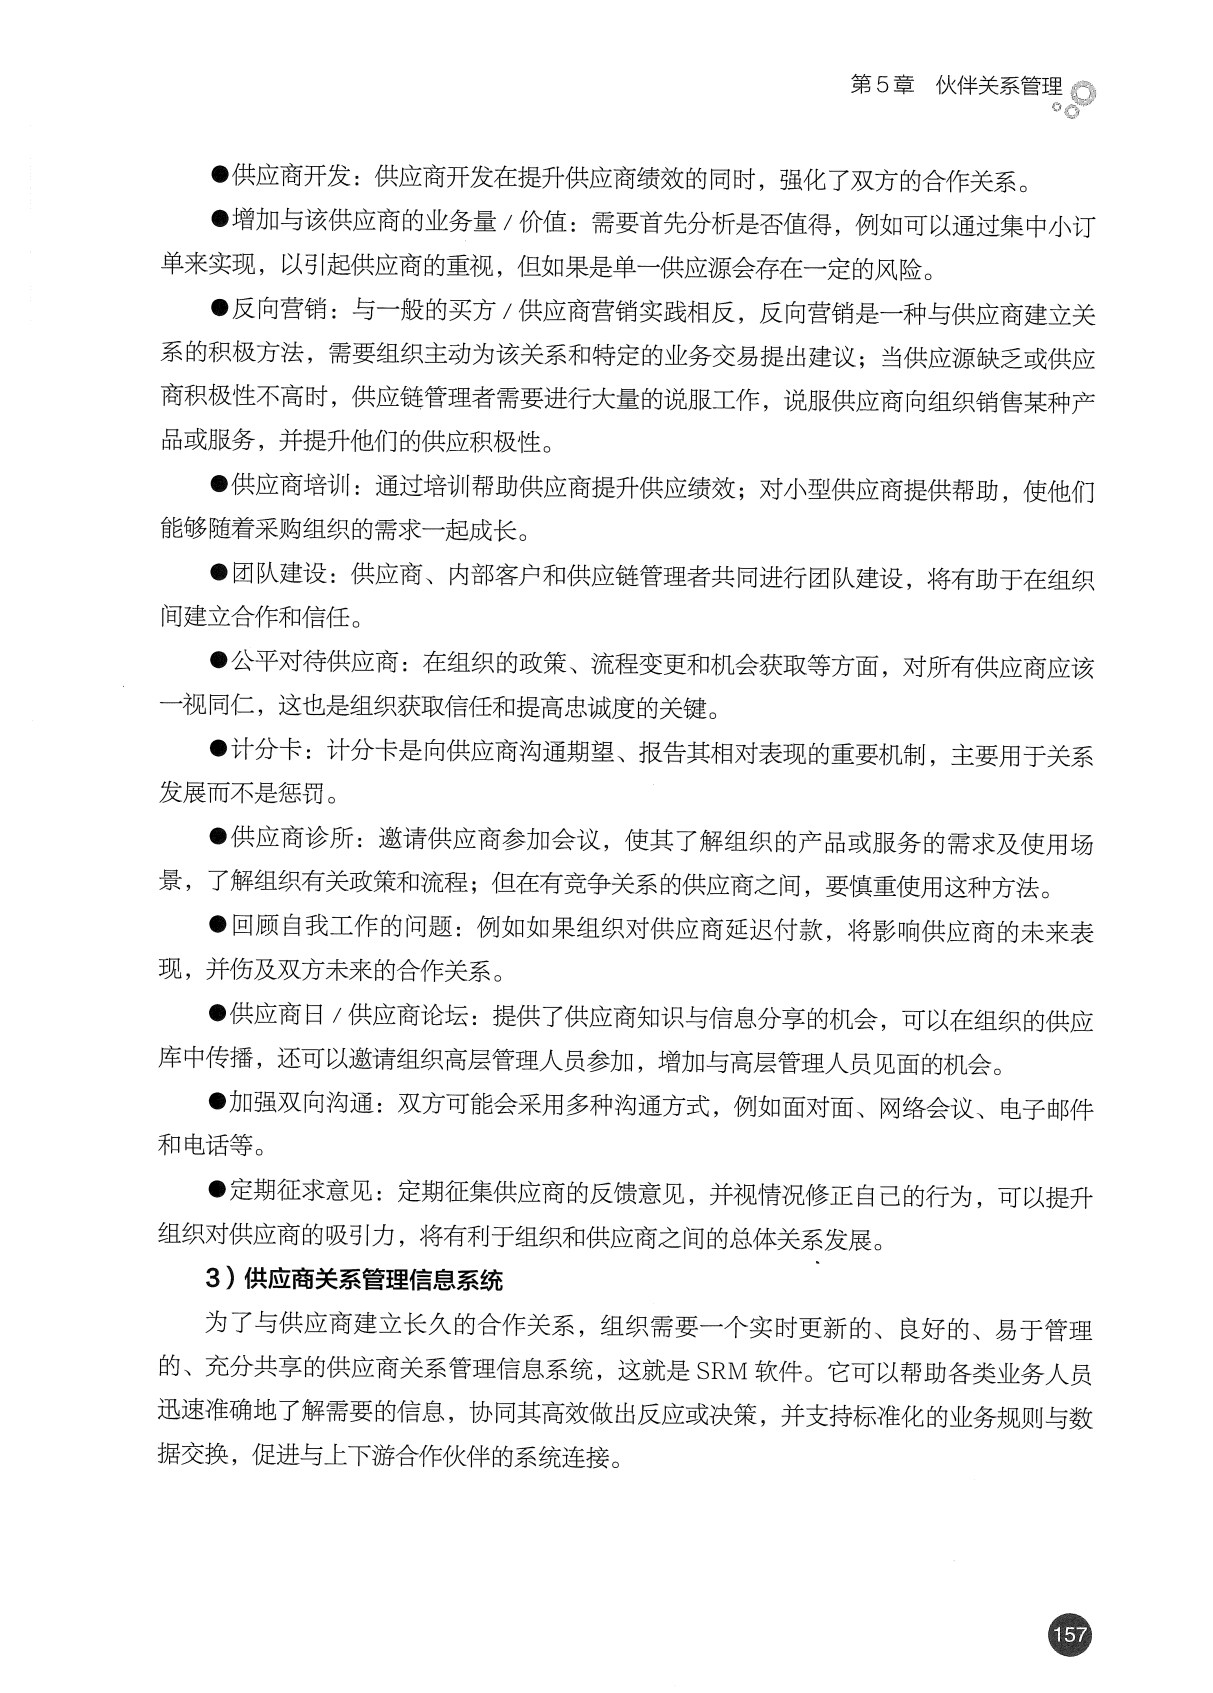 第5章　伙伴关系管理
●供应商开发：供应商开发在提升供应商绩效的同时，强化了双方的合作关系。
●增加与该供应商的业务量 / 价值：需要首先分析是否值得，例如可以通过集中小订
单来实现，以引起供应商的重视，但如果是单一供应源会存在一定的风险。
●反向营销：与一般的买方 / 供应商营销实践相反，反向营销是一种与供应商建立关
系的积极方法，需要组织主动为该关系和特定的业务交易提出建议；当供应源缺乏或供应
商积极性不高时，供应链管理者需要进行大量的说服工作，说服供应商向组织销售某种产
品或服务，并提升他们的供应积极性。
●供应商培训：通过培训帮助供应商提升供应绩效；对小型供应商提供帮助，使他们
能够随着采购组织的需求一起成长。
●团队建设：供应商、内部客户和供应链管理者共同进行团队建设，将有助于在组织
间建立合作和信任。
●公平对待供应商：在组织的政策、流程变更和机会获取等方面，对所有供应商应该
一视同仁，这也是组织获取信任和提高忠诚度的关键。
●计分卡：计分卡是向供应商沟通期望、报告其相对表现的重要机制，主要用于关系
发展而不是惩罚。
●供应商诊所：邀请供应商参加会议，使其了解组织的产品或服务的需求及使用场
景，了解组织有关政策和流程；但在有竞争关系的供应商之间，要慎重使用这种方法。
●回顾自我工作的问题：例如如果组织对供应商延迟付款，将影响供应商的未来表
现，并伤及双方未来的合作关系。
●供应商日 / 供应商论坛：提供了供应商知识与信息分享的机会，可以在组织的供应
库中传播，还可以邀请组织高层管理人员参加，增加与高层管理人员见面的机会。
●加强双向沟通：双方可能会采用多种沟通方式，例如面对面、网络会议、电子邮件
和电话等。
●定期征求意见：定期征集供应商的反馈意见，并视情况修正自己的行为，可以提升
组织对供应商的吸引力，将有利于组织和供应商之间的总体关系发展。
3）供应商关系管理信息系统
为了与供应商建立长久的合作关系，组织需要一个实时更新的、良好的、易于管理
的、充分共享的供应商关系管理信息系统，这就是 SRM 软件。它可以帮助各类业务人员
迅速准确地了解需要的信息，协同其高效做出反应或决策，并支持标准化的业务规则与数
据交换，促进与上下游合作伙伴的系统连接。
157